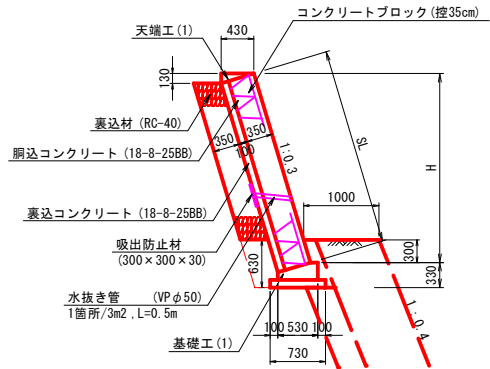 コンクリートブロック(控35cm)
天端工(1)
430
130
裏込材 (RC-40)
胴込コンクリート (18-8-25BB)
350
350
100
1:0.3
SL
H
裏込コンクリート (18-8-25BB)
吸出防止材
(300×300×30)
1000
300
630
330
水抜き管 (VPφ50)
1箇所/3m2 , L=0.5m
100 530 100
基礎工(1)
730
1:0.4